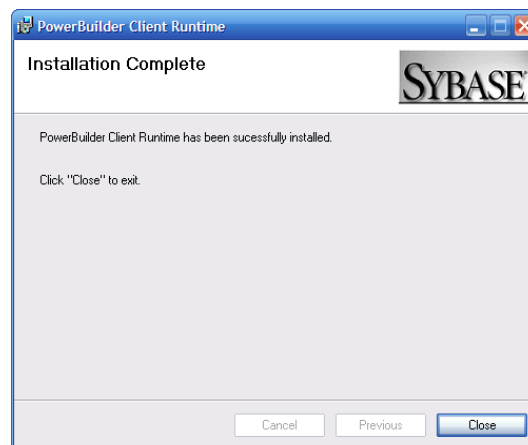 PowerBuilder Client Runtime
Installation Complete
SYBASE
PowerBuilder Client Runtime has been sucessfully installed.
Click "Close" to exit.
Cancel Previous Close